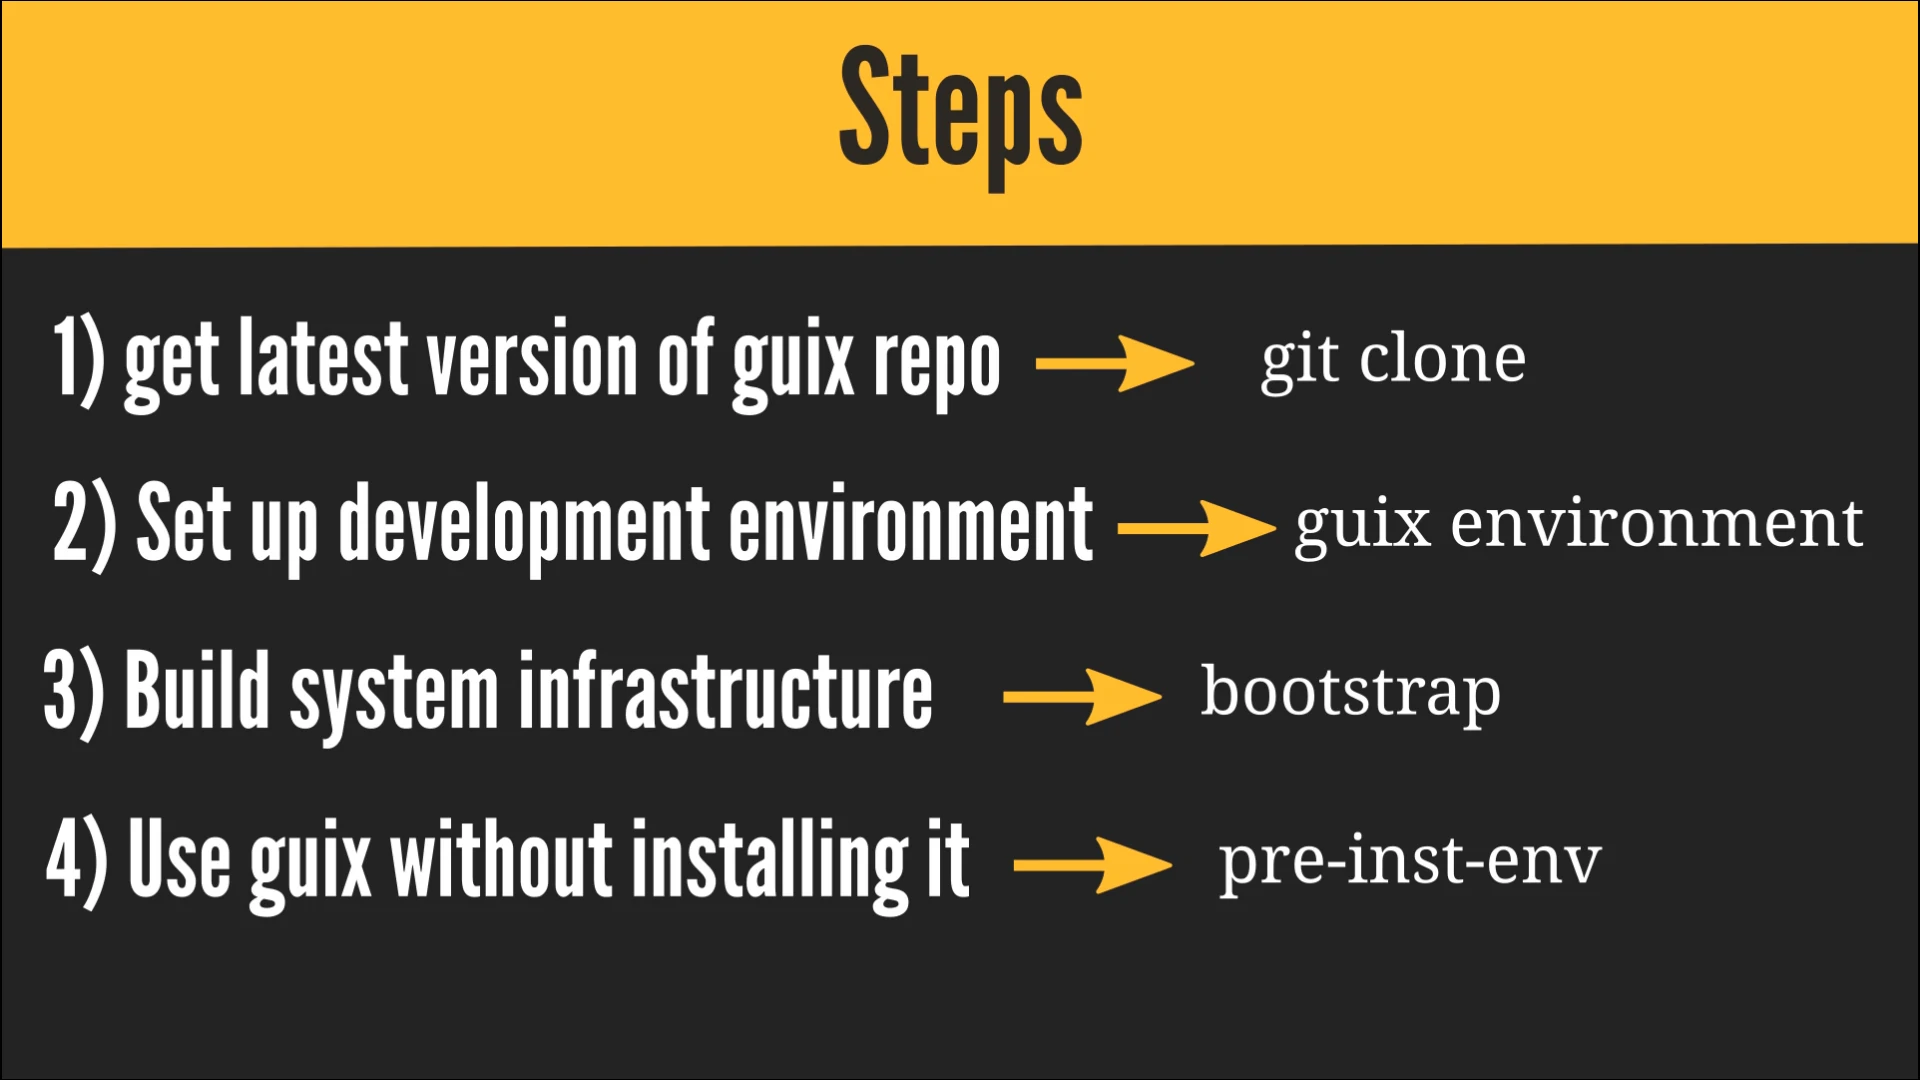 Steps
1) get latest version of guix repo git clone
2) Set up development environment guix environment
3) Build system infrastructure bootstrap
4) Use guix without installing it pre-inst-env